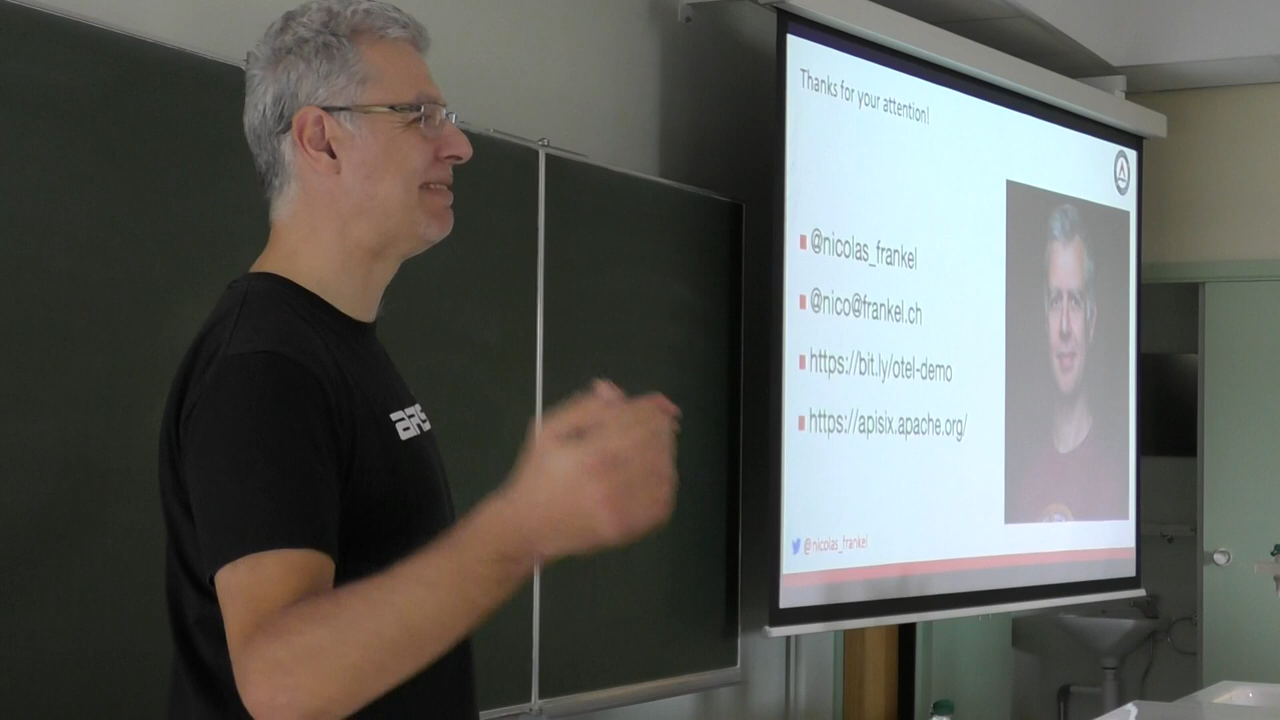 Thanks for your attention!
@nicolas_frankel
@nico@frankel.ch
https://bit.ly/otel-demo
https://apisix.apache.org/
@nicolas_frankel